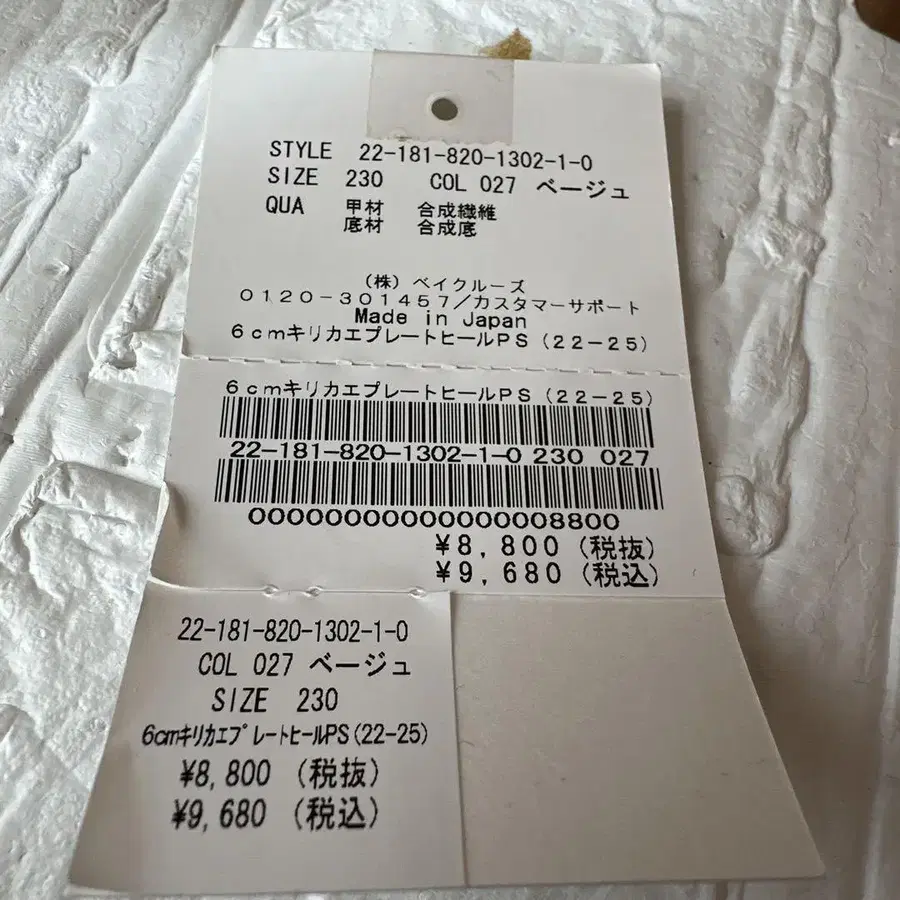 STYLE 22-181-820-1302-1-0
SIZE 230 COL 027 ベージュ
QUA 甲材 合成繊維
底材 合成底
(株) ベイクルーズ
0120-301457/カスタマーサポート
Made in Japan
6cmキリカエプレートヒールPS(22-25)
6cmキリカエプレートヒールPS(22-25)
22-181-820-1302-1-0 230 027
00000000000000000008800
¥8,800 (税抜)
¥9,680 (税込)
22-181-820-1302-1-0
COL 027 ベージュ
SIZE 230
6cmキリカエプレートヒールPS(22-25)
¥8,800 (税抜)
¥9,680 (税込)